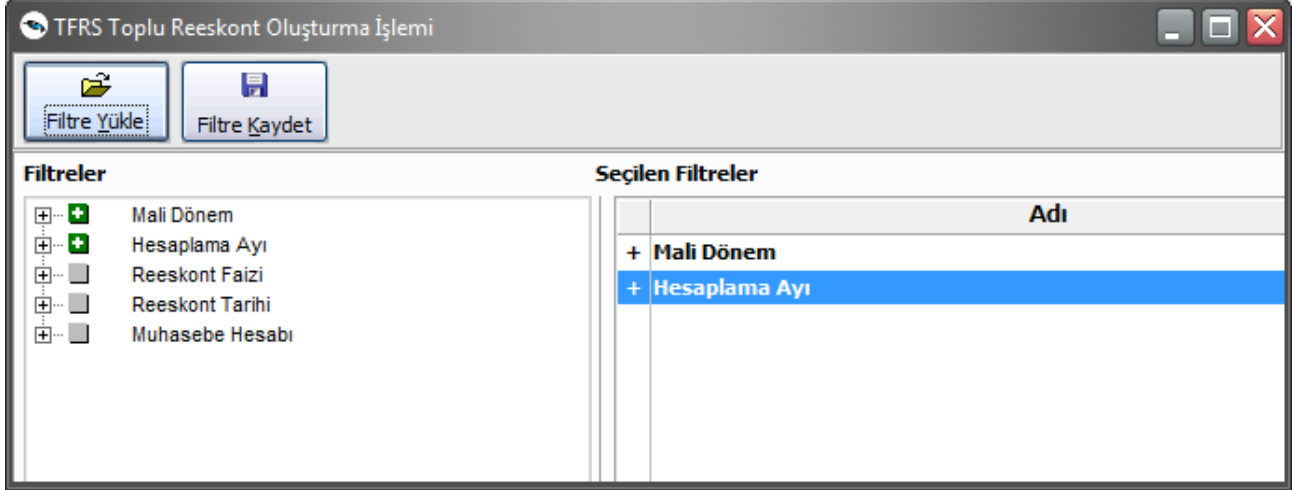 TFRS Toplu Reeskont Oluşturma İşlemi
Filtre Yükle
Filtre Kaydet
Filtreler
Seçilen Filtreler
Mali Dönem
Hesaplama Ayı
Reeskont Faizi
Reeskont Tarihi
Muhasebe Hesabı
Adı
+ Mali Dönem
+ Hesaplama Ayı